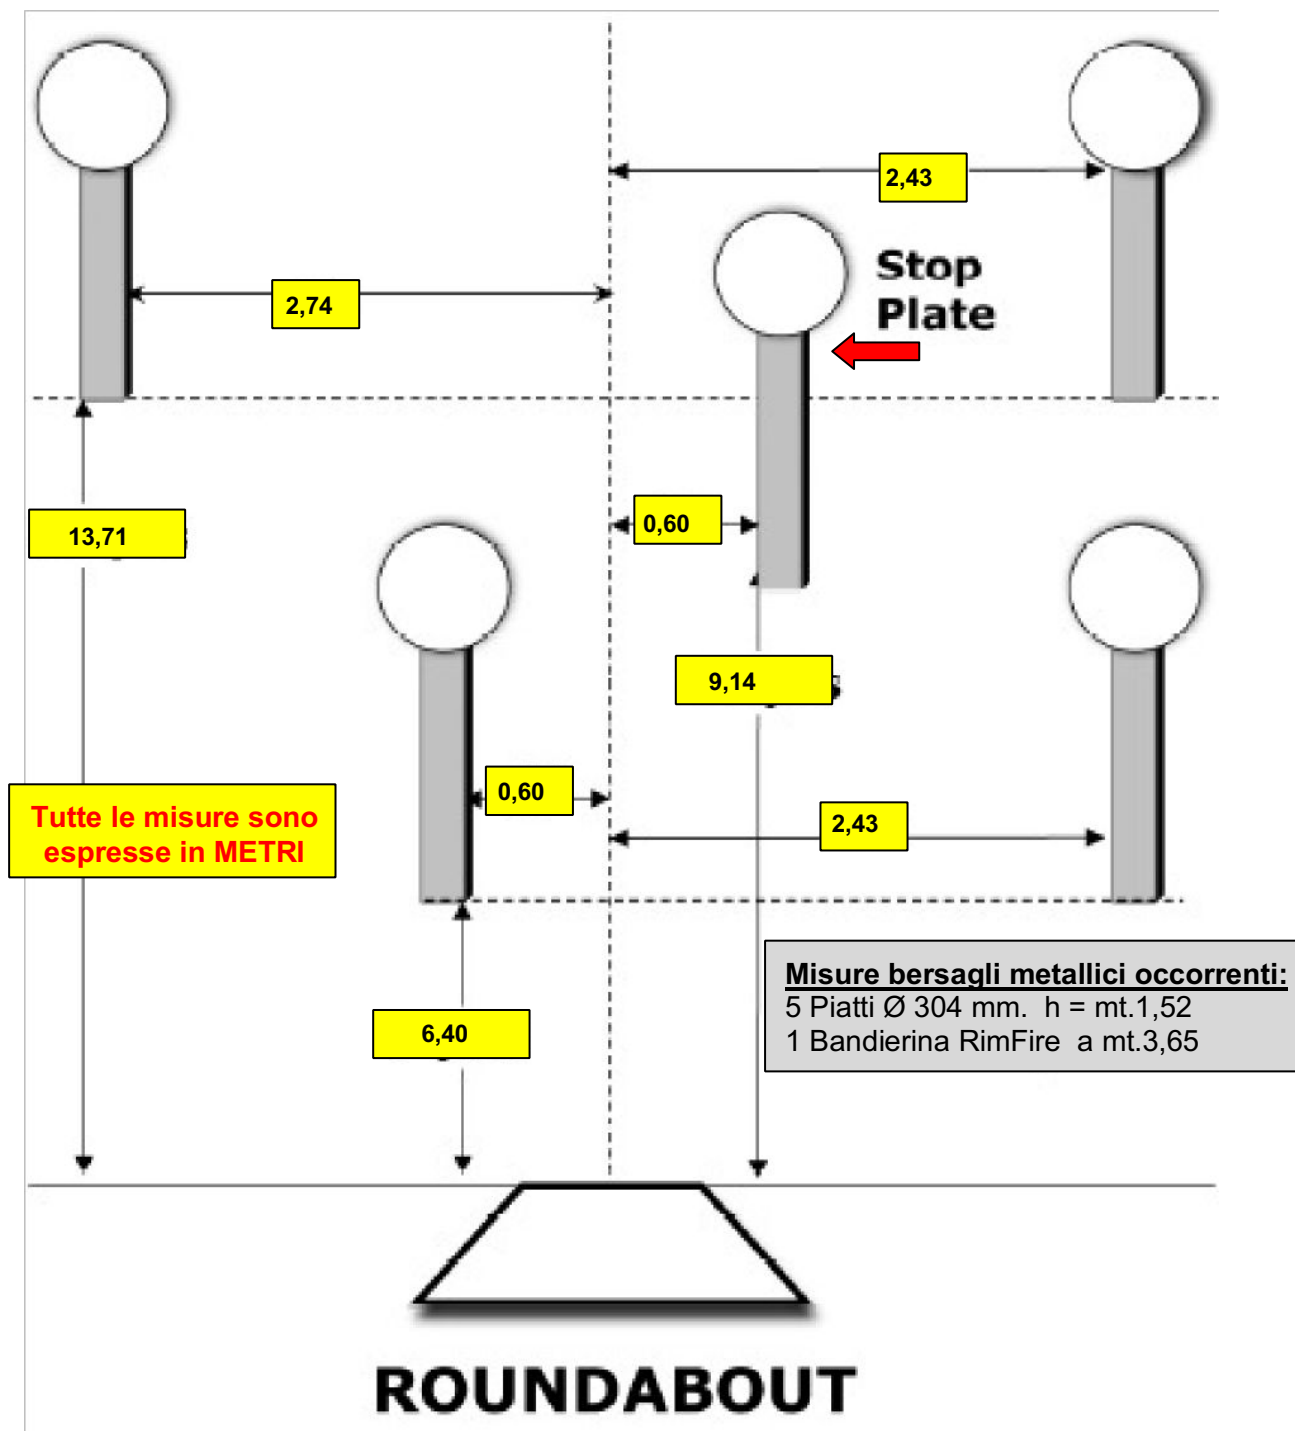 2,43
Stop
Plate
2,74
13,71
0,60
9,14
0,60
Tutte le misure sono
espresse in METRI
2,43
Misure bersagli metallici occorrenti:
5 Piatti Ø 304 mm.  h = mt.1,52
1 Bandierina RimFire  a mt.3,65
6,40
ROUNDABOUT